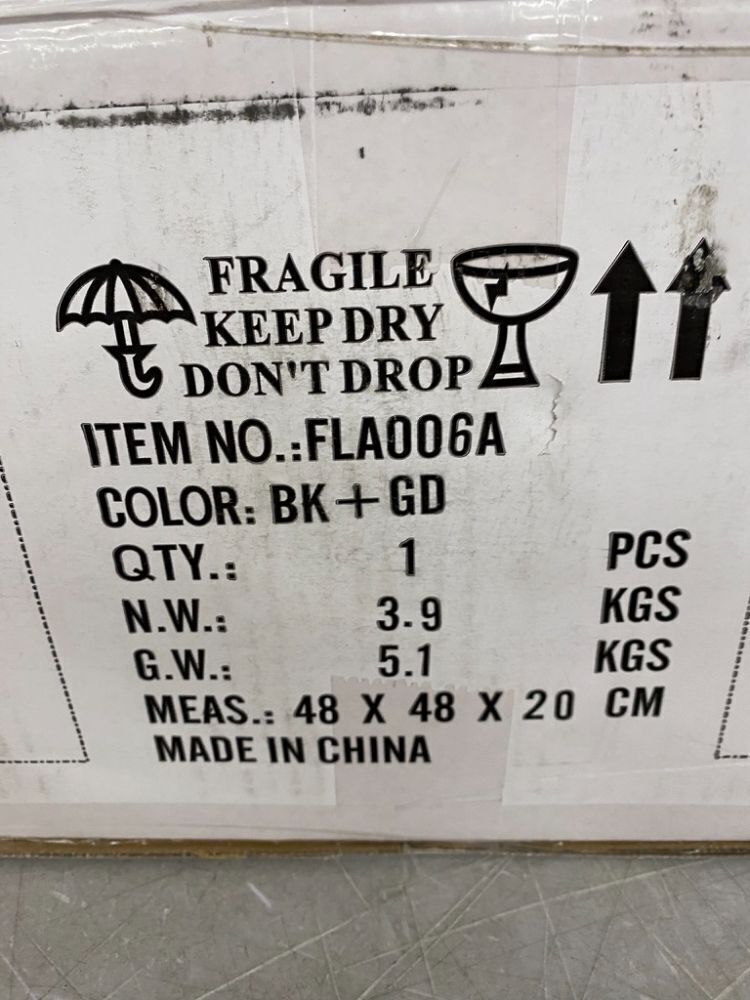 FRAGILE
KEEP DRY
DON'T DROP
ITEM NO.:FLA006A
COLOR: BK+GD
QTY.: 1 PCS
N.W.: 3.9 KGS
G.W.: 5.1 KGS
MEAS.: 48 X 48 X 20 CM
MADE IN CHINA